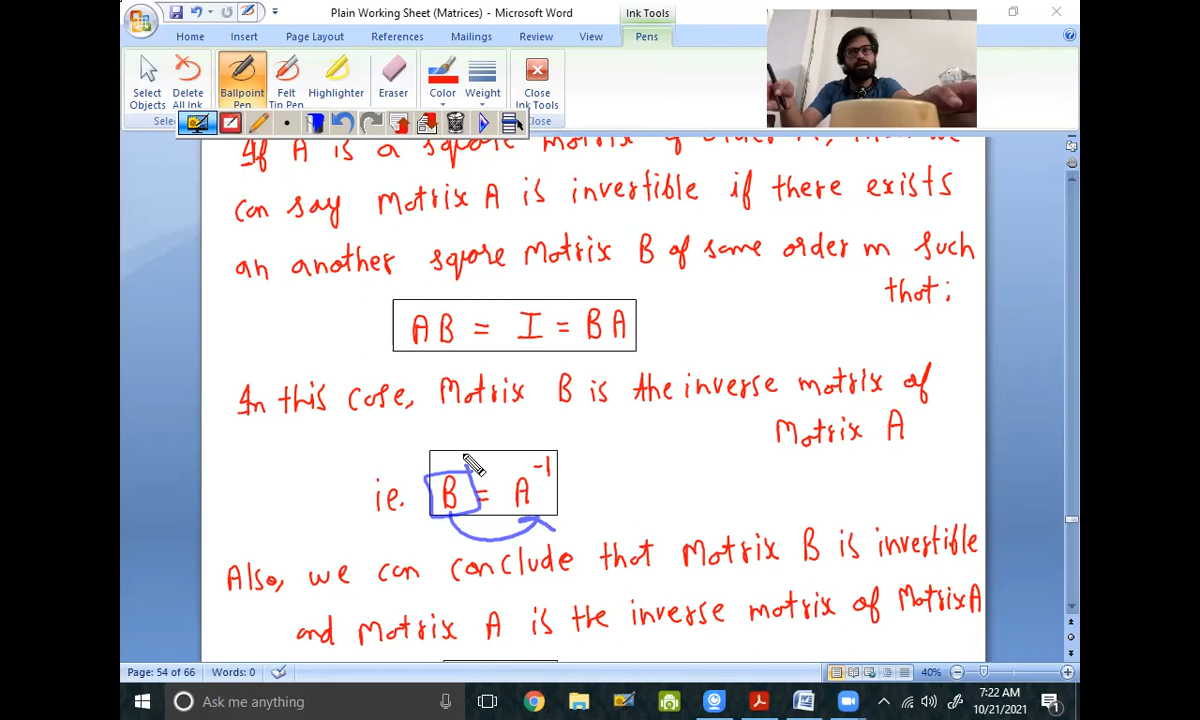 Plain Working Sheet (Matrices) - Microsoft Word
Ink Tools
Home Insert Page Layout References Mailings Review View Pens
Select Objects
Delete All Ink
Ballpoint Pen
Felt Tip Pen
Highlighter
Eraser
Color
Weight
Close Ink Tools
Close
If A is a square matrix of order
can say Matrix A is invertible if there exists
an another square Matrix B of same order m such
that:
AB = I = BA
In this case, Matrix B is the inverse matrix of
Matrix A
ie. B = A⁻¹
Also, we can conclude that Matrix B is invertible
and Matrix A is the inverse matrix of Matrix A
Page: 54 of 66 Words: 0 40%
Ask me anything
7:22 AM
10/21/2021